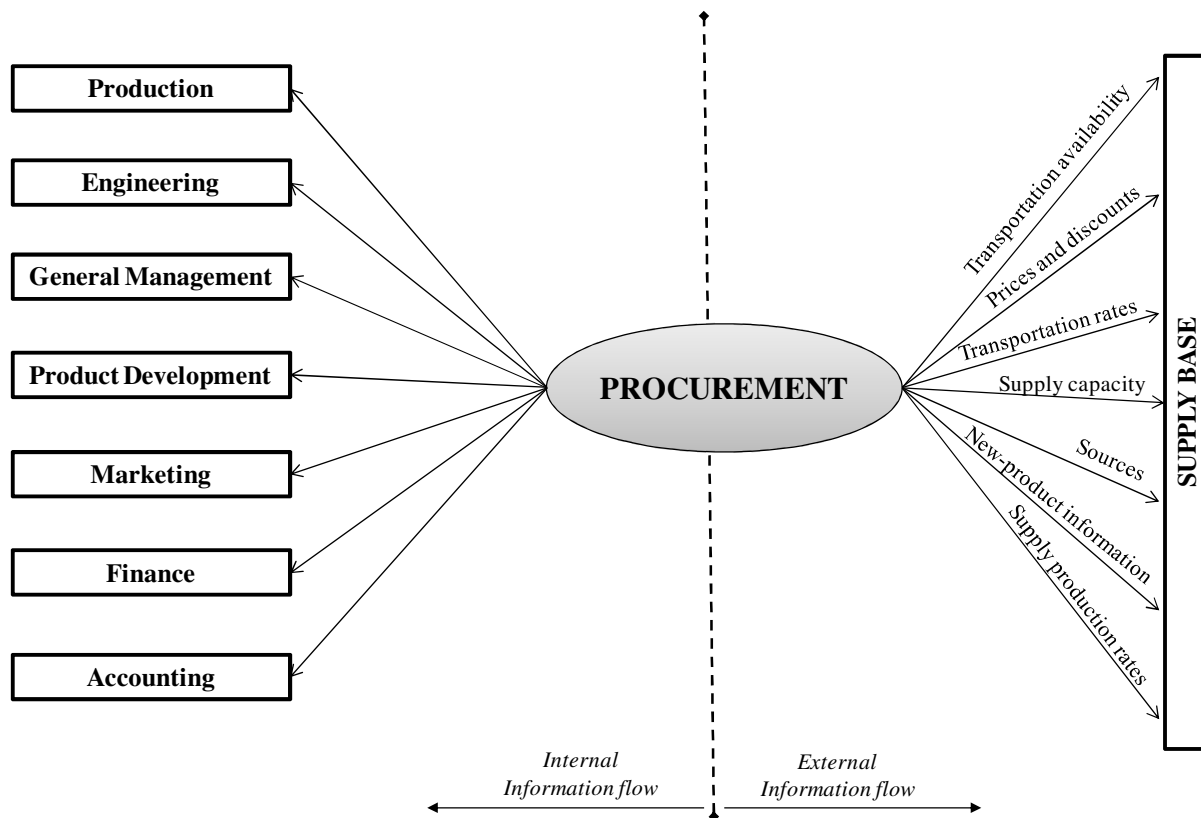 Production
Engineering
General Management
Product Development
Marketing
Finance
Accounting
PROCUREMENT
Transportation availability
Prices and discounts
Transportation rates
Supply capacity
Sources
New-product information
Supply production rates
SUPPLY BASE
Internal
Information flow
External
Information flow